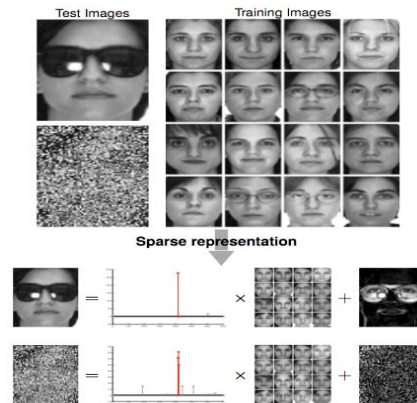 Test Images
Training Images
Sparse representation
= × +
= × +